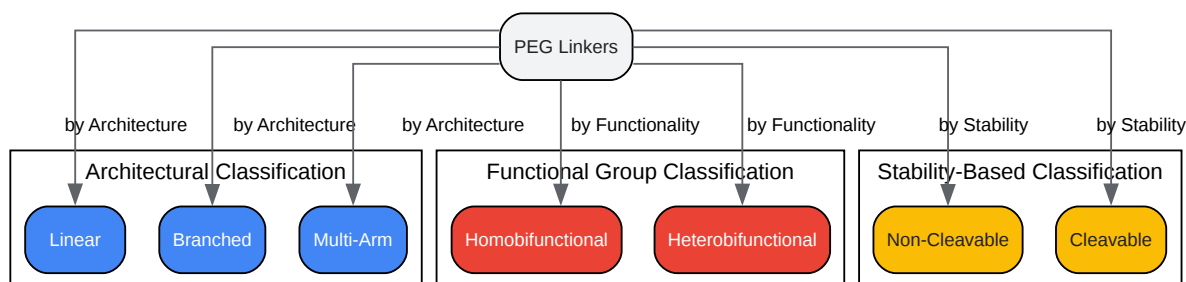 PEG Linkers
by Architecture
by Architecture
by Architecture
by Functionality
by Functionality
by Stability
by Stability
Architectural Classification
Functional Group Classification
Stability-Based Classification
Linear
Branched
Multi-Arm
Homobifunctional
Heterobifunctional
Non-Cleavable
Cleavable